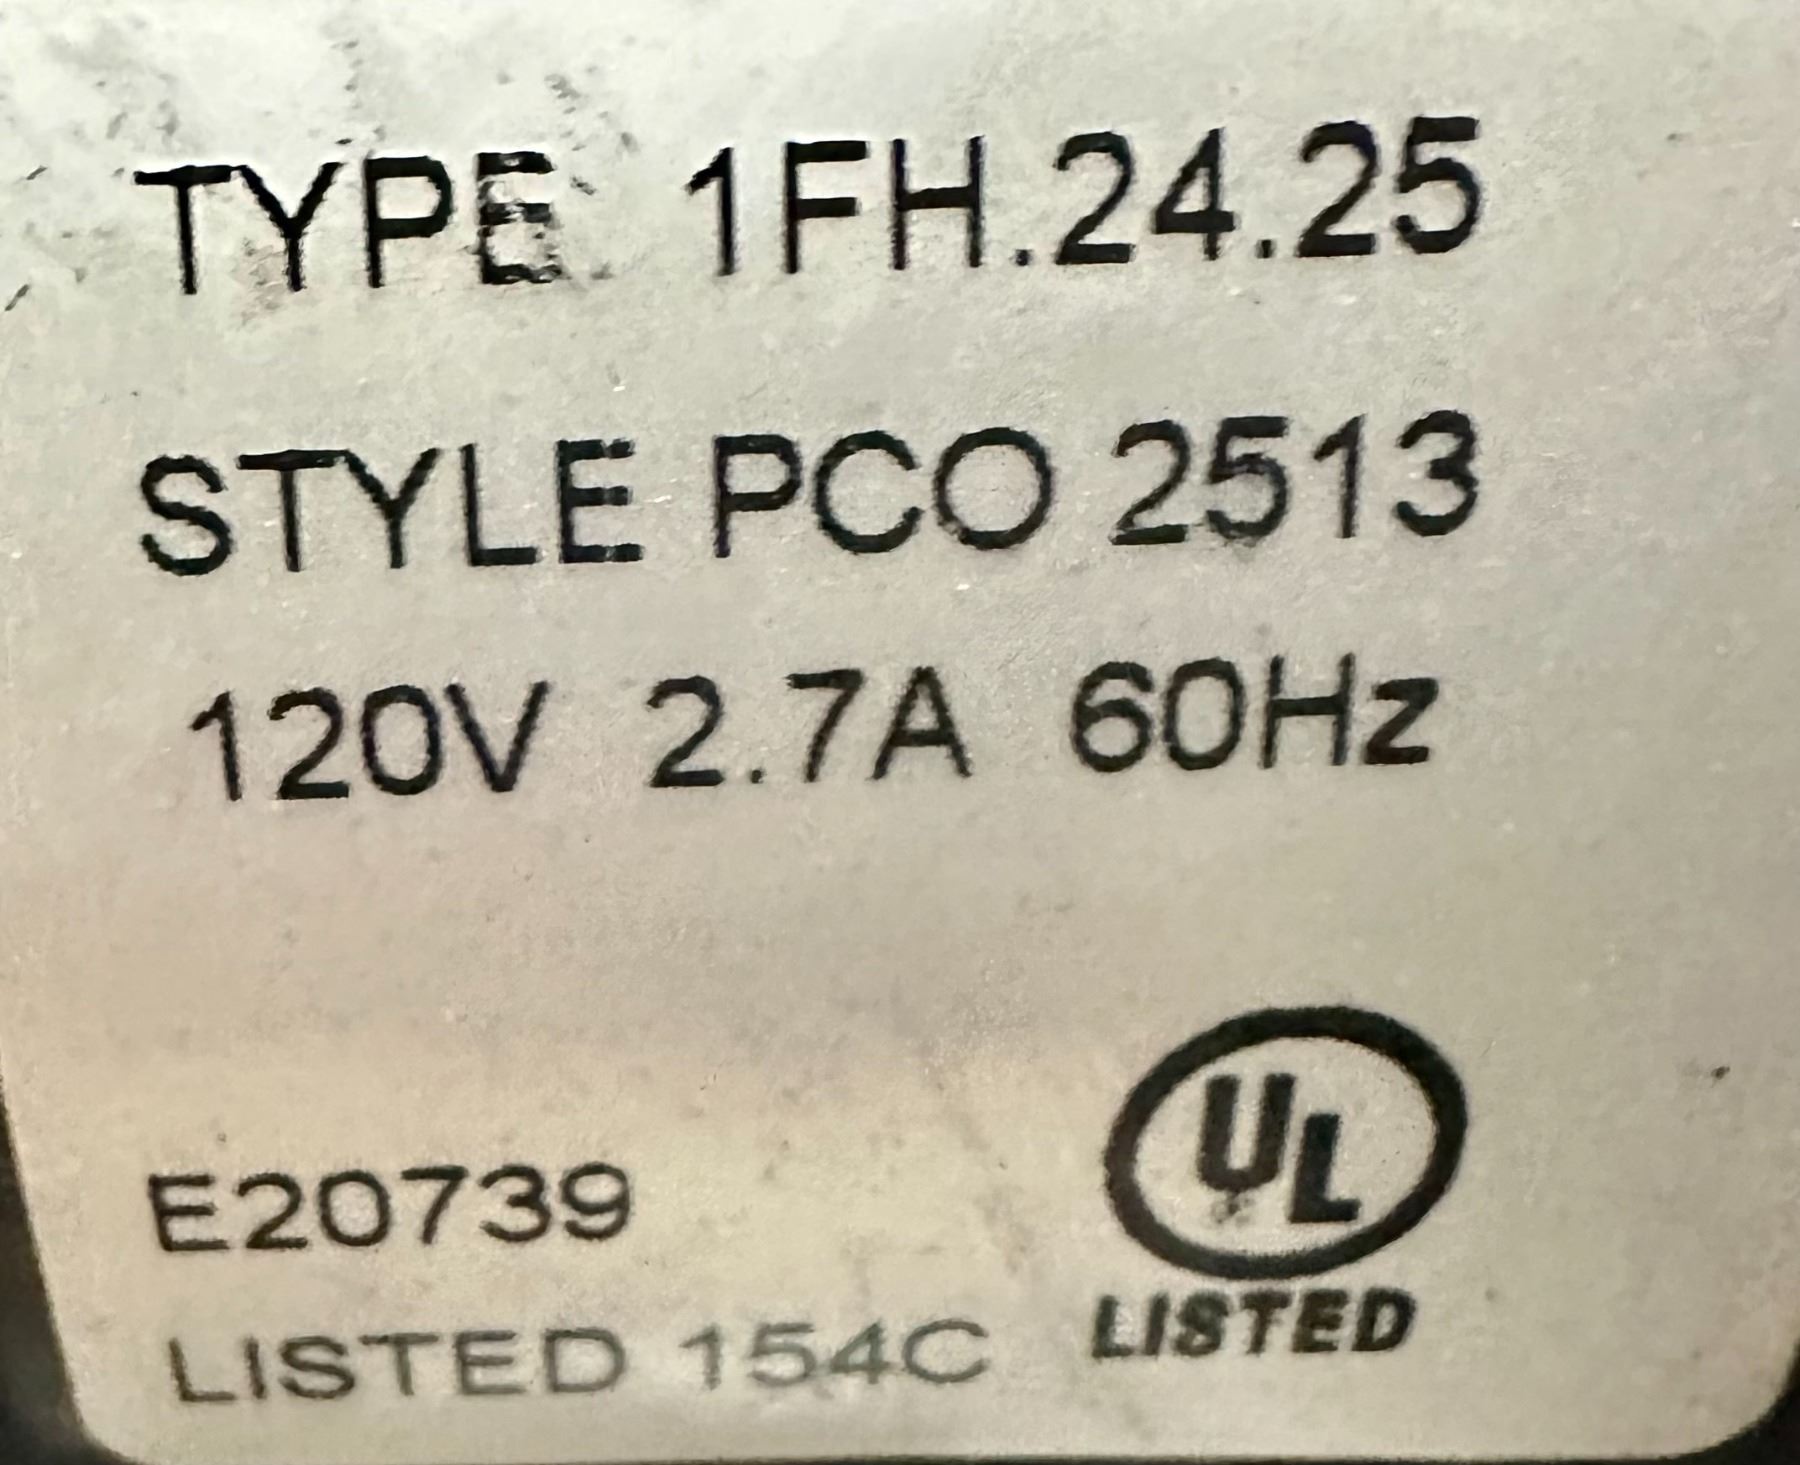 TYPE 1FH.24.25
STYLE PCO 2513
120V 2.7A 60Hz
UL
E20739
LISTED
LISTED 154C